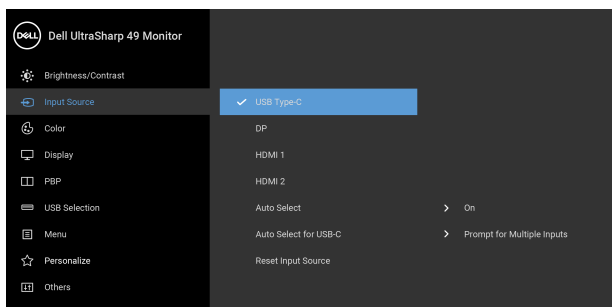 DELL Dell UltraSharp 49 Monitor
Brightness/Contrast
Input Source USB Type-C
Color DP
Display HDMI 1
PBP HDMI 2
USB Selection Auto Select On
Menu Auto Select for USB-C Prompt for Multiple Inputs
Personalize Reset Input Source
Others